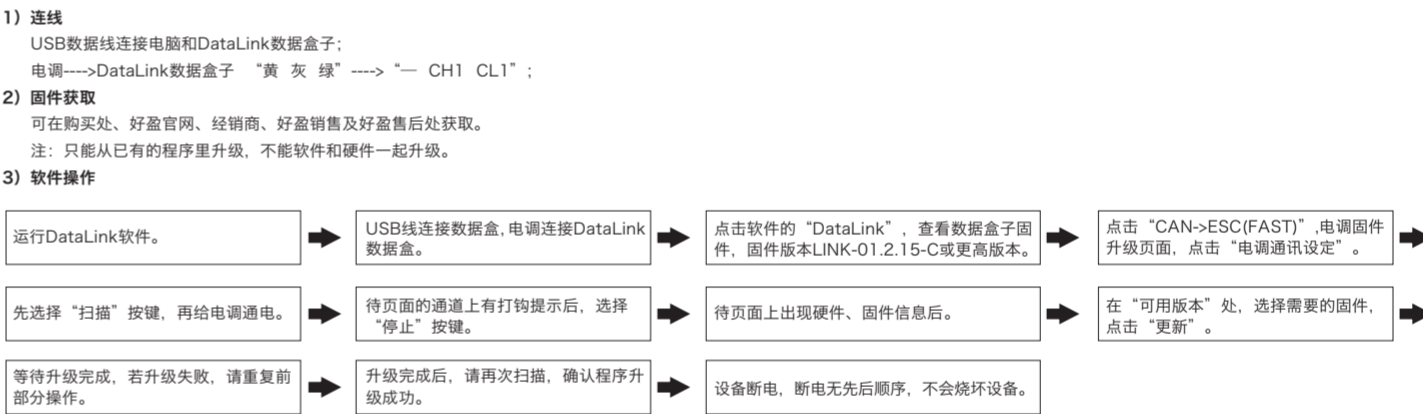 1）连线
USB数据线连接电脑和DataLink数据盒子；
电调---->DataLink数据盒子 “黄 灰 绿”----> “— CH1 CL1”；
2）固件获取
可在购买处、好盈官网、经销商、好盈销售及好盈售后处获取。
注：只能从已有的程序里升级，不能软件和硬件一起升级。
3）软件操作
运行DataLink软件。
USB线连接数据盒, 电调连接DataLink
数据盒。
点击软件的“DataLink”，查看数据盒子固
件，固件版本LINK-01.2.15-C或更高版本。
点击“CAN->ESC(FAST)”,电调固件
升级页面，点击“电调通讯设定”。
先选择“扫描”按键，再给电调通电。
待页面的通道上有打钩提示后，选择
“停止”按键。
待页面上出现硬件、固件信息后。
在“可用版本”处，选择需要的固件，
点击“更新”。
等待升级完成，若升级失败，请重复前
部分操作。
升级完成后，请再次扫描，确认程序升
级成功。
设备断电，断电无先后顺序，不会烧坏设备。